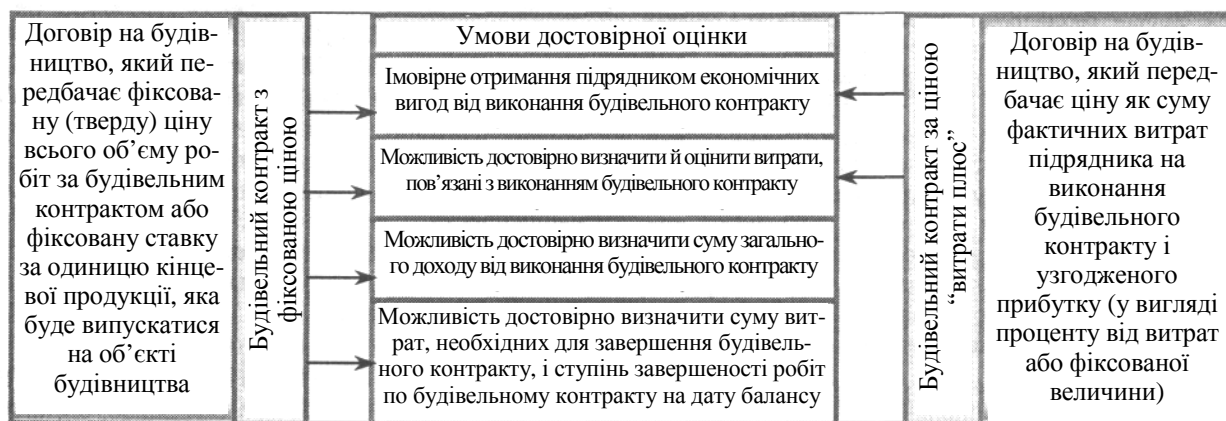 Договір на будів-
ництво, який пе-
редбачає фіксова-
ну (тверду) ціну
всього об’єму ро-
біт за будівельним
контрактом або
фіксовану ставку
за одиницю кінце-
вої продукції, яка
буде випускатися
на об’єкті
будівництва
Будівельний контракт з
фіксованою ціною
Умови достовірної оцінки
Імовірне отримання підрядником економічних
вигод від виконання будівельного контракту
Можливість достовірно визначити й оцінити витрати,
пов’язані з виконанням будівельного контракту
Можливість достовірно визначити суму загально-
го доходу від виконання будівельного контракту
Можливість достовірно визначити суму вит-
рат, необхідних для завершення будівель-
ного контракту, і ступінь завершеності робіт
по будівельному контракту на дату балансу
Будівельний контракт за ціною
“витрати плюс”
Договір на будів-
ництво, який перед-
бачає ціну як суму
фактичних витрат
підрядника на
виконання
будівельного
контракту і
узгодженого
прибутку (у вигляді
проценту від витрат
або фіксованої
величини)